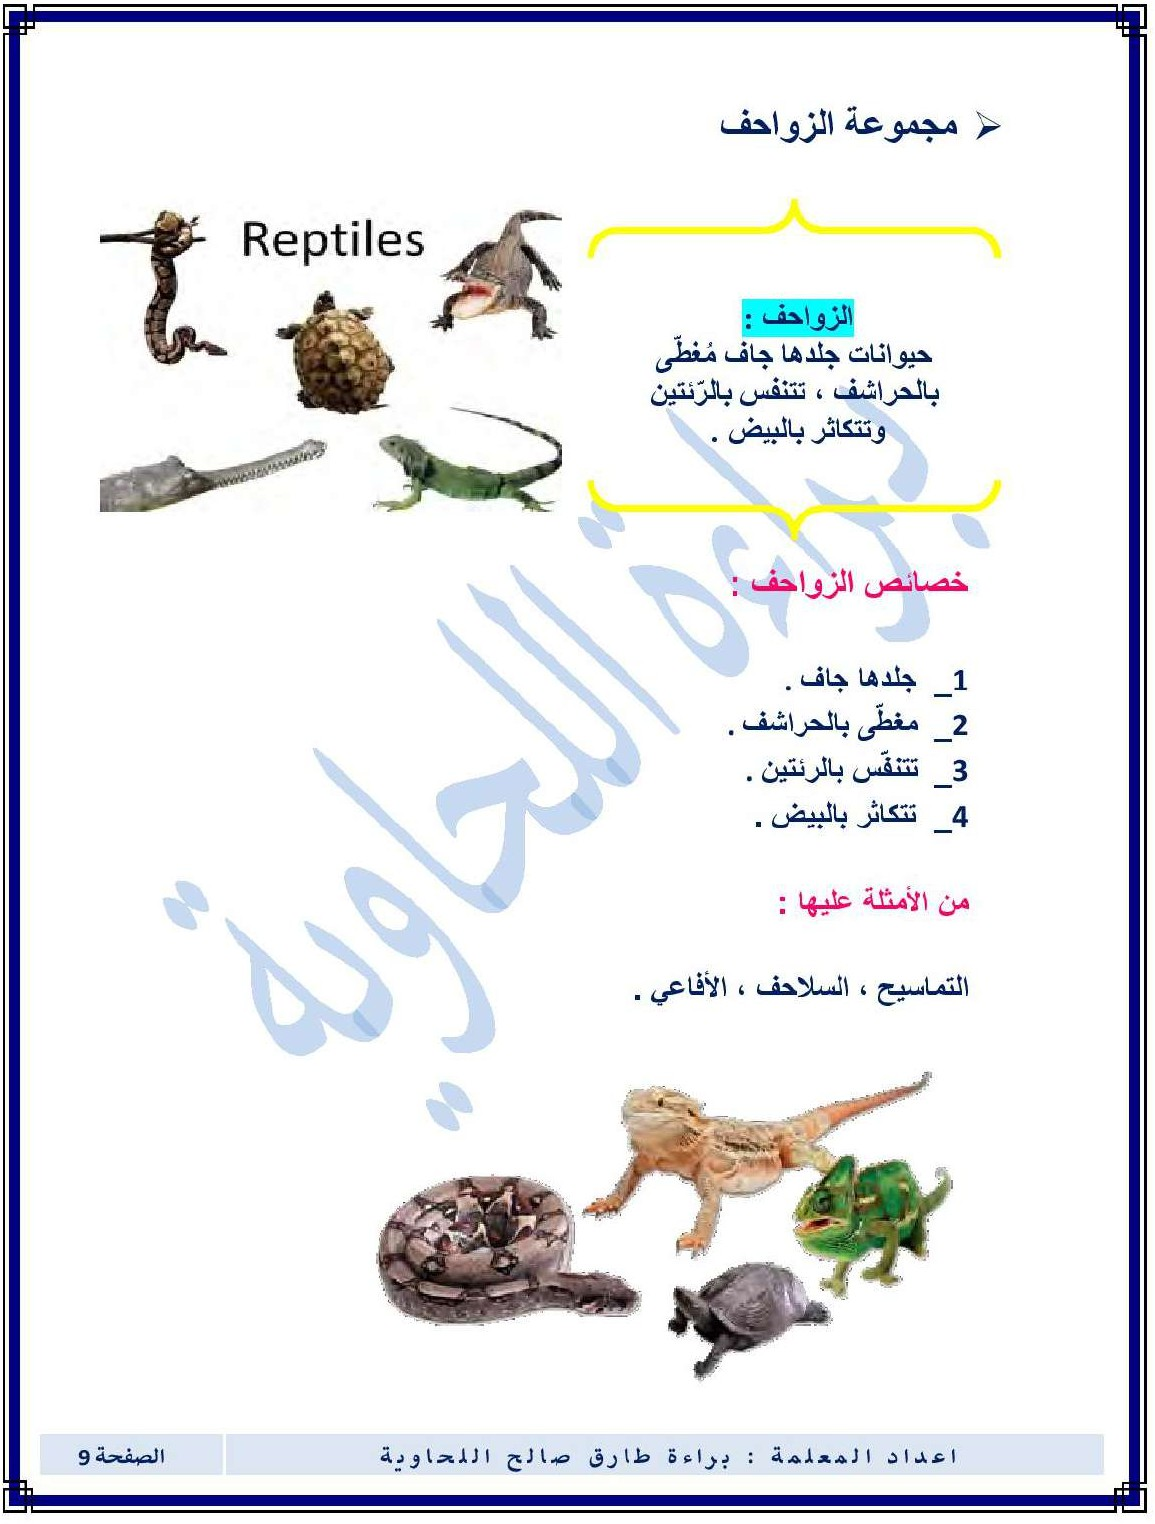 مجموعة الزواحف
Reptiles
الزواحف :
حيوانات جلدها جاف مُغطّى
بالحراشف ، تتنفس بالرّئتين
وتتكاثر بالبيض .
خصائص الزواحف :
1_ جلدها جاف .
2_ مغطّى بالحراشف .
3_ تتنفّس بالرئتين .
4_ تتكاثر بالبيض .
من الأمثلة عليها :
التماسيح ، السلاحف ، الأفاعي .
براءة اللحاوية
اعداد المعلمة : براءة طارق صالح اللحاوية
الصفحة 9